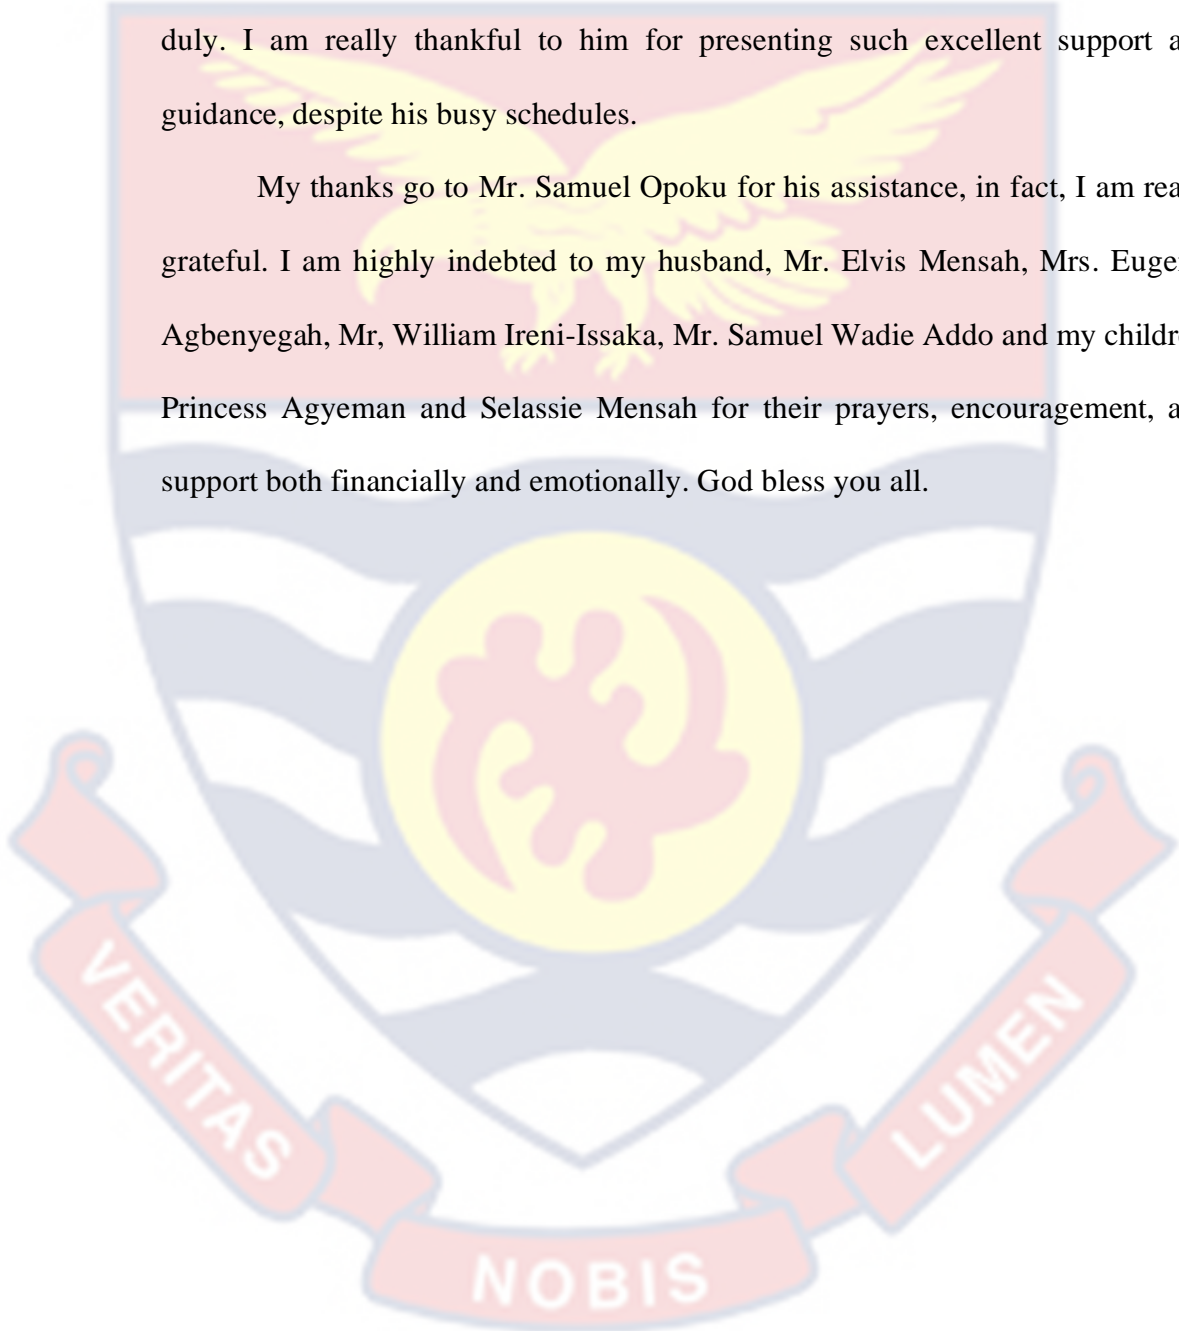 duly. I am really thankful to him for presenting such excellent support a
guidance, despite his busy schedules.
My thanks go to Mr. Samuel Opoku for his assistance, in fact, I am rea
grateful. I am highly indebted to my husband, Mr. Elvis Mensah, Mrs. Euge
Agbenyegah, Mr, William Ireni-Issaka, Mr. Samuel Wadie Addo and my childr
Princess Agyeman and Selassie Mensah for their prayers, encouragement, a
support both financially and emotionally. God bless you all.
VERITAS
NOBIS
LUMEN